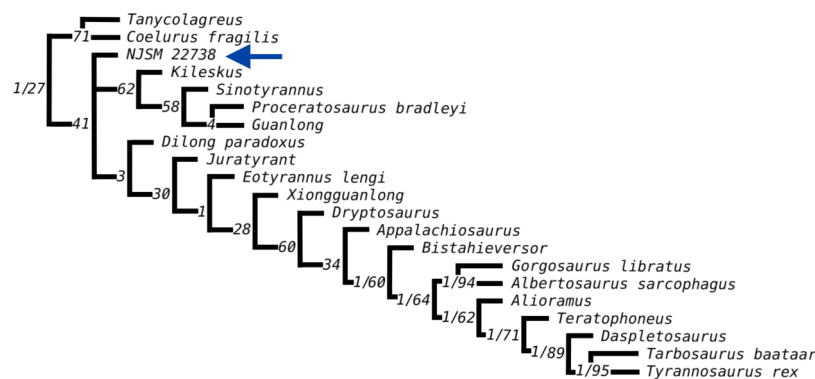 Tanycolagreus
71 Coelurus fragilis
NJSM 22738
Kileskus
1/27 62 Sinotyrannus
58 Proceratosaurus bradleyi
41 4 Guanlong
Dilong paradoxus
Juratyrant
3 Eotyrannus lengi
30 Xiongguanlong
1 Dryptosaurus
28 Appalachiosaurus
60 Bistahieversor
34 Gorgosaurus libratus
1/60 1/94 Albertosaurus sarcophagus
1/64 Alioramus
1/62 Teratophoneus
1/71 Daspletosaurus
1/89 Tarbosaurus baataar
1/95 Tyrannosaurus rex